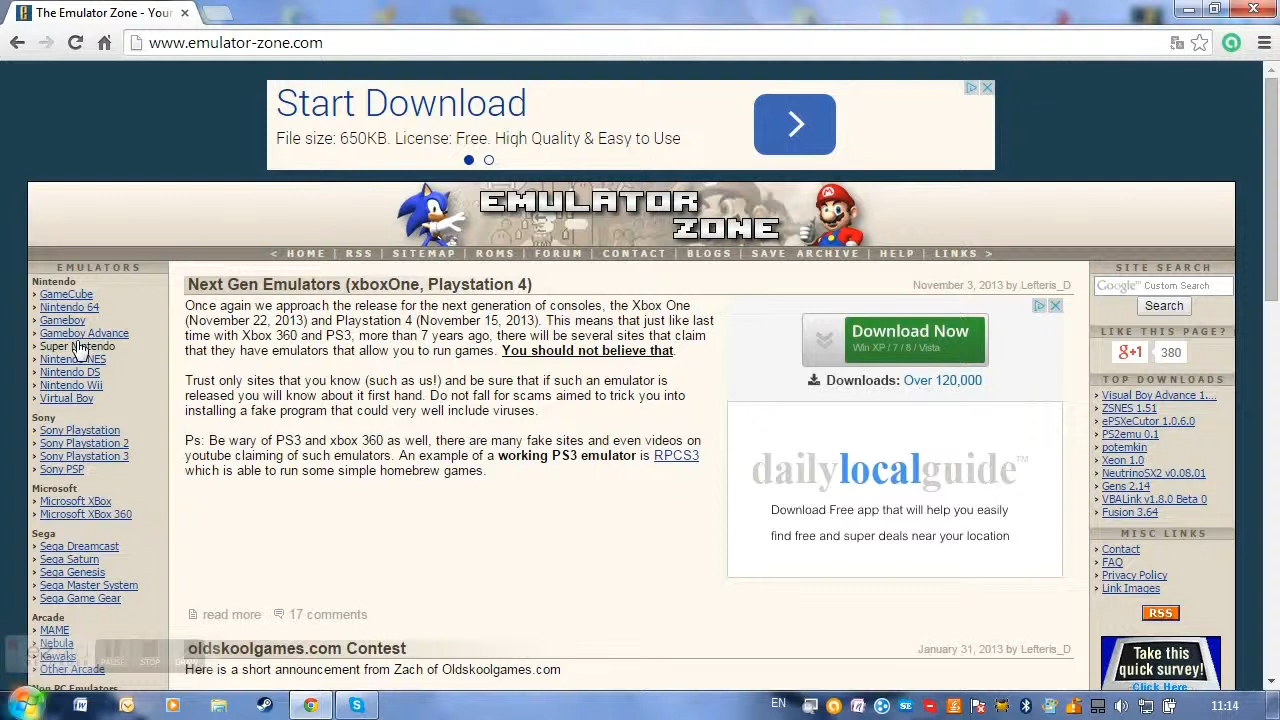 The Emulator Zone - Your
www.emulator-zone.com
Start Download
File size: 650KB. License: Free. High Quality & Easy to Use
EMULATOR
ZONE
< HOME | RSS | SITEMAP | ROMS | FORUM | CONTACT | BLOGS | SAVE ARCHIVE | HELP | LINKS >
EMULATORS
Nintendo
GameCube
Nintendo 64
Gameboy
Gameboy Advance
Super Nintendo
Nintendo NES
Nintendo DS
Nintendo Wii
Virtual Boy
Sony
Sony Playstation
Sony Playstation 2
Sony Playstation 3
Sony PSP
Microsoft
Microsoft XBox
Microsoft XBox 360
Sega
Sega Dreamcast
Sega Saturn
Sega Genesis
Sega Master System
Sega Game Gear
Arcade
MAME
Nebula
Kawaks
Other Arcade
Non PC Emulators
Next Gen Emulators (xboxOne, Playstation 4)
November 3, 2013 by Lefteris_D
Once again we approach the release for the next generation of consoles, the Xbox One
(November 22, 2013) and Playstation 4 (November 15, 2013). This means that just like last
time with Xbox 360 and PS3, more than 7 years ago, there will be several sites that claim
that they have emulators that allow you to run games. You should not believe that.
Trust only sites that you know (such as us!) and be sure that if such an emulator is
released you will know about it first hand. Do not fall for scams aimed to trick you into
installing a fake program that could very well include viruses.
Ps: Be wary of PS3 and xbox 360 as well, there are many fake sites and even videos on
youtube claiming of such emulators. An example of a working PS3 emulator is RPCS3
which is able to run some simple homebrew games.
read more
17 comments
Download Now
Win XP / 7 / 8 / Vista
Downloads: Over 120,000
dailylocalguide™
Download Free app that will help you easily
find free and super deals near your location
oldskoolgames.com Contest
January 31, 2013 by Lefteris_D
Here is a short announcement from Zach of Oldskoolgames.com
SITE SEARCH
Google™ Custom Search
Search
LIKE THIS PAGE?
g+1 380
TOP DOWNLOADS
Visual Boy Advance 1....
ZSNES 1.51
ePSXeCutor 1.0.6.0
PS2emu 0.1
potemkin
Xeon 1.0
NeutrinoSX2 v0.08.01
Gens 2.14
VBALink v1.8.0 Beta 0
Fusion 3.64
MISC LINKS
Contact
FAQ
Privacy Policy
Link Images
RSS
Take this
quick survey!
Click Here
PAUSE STOP DRAW
EN
11:14